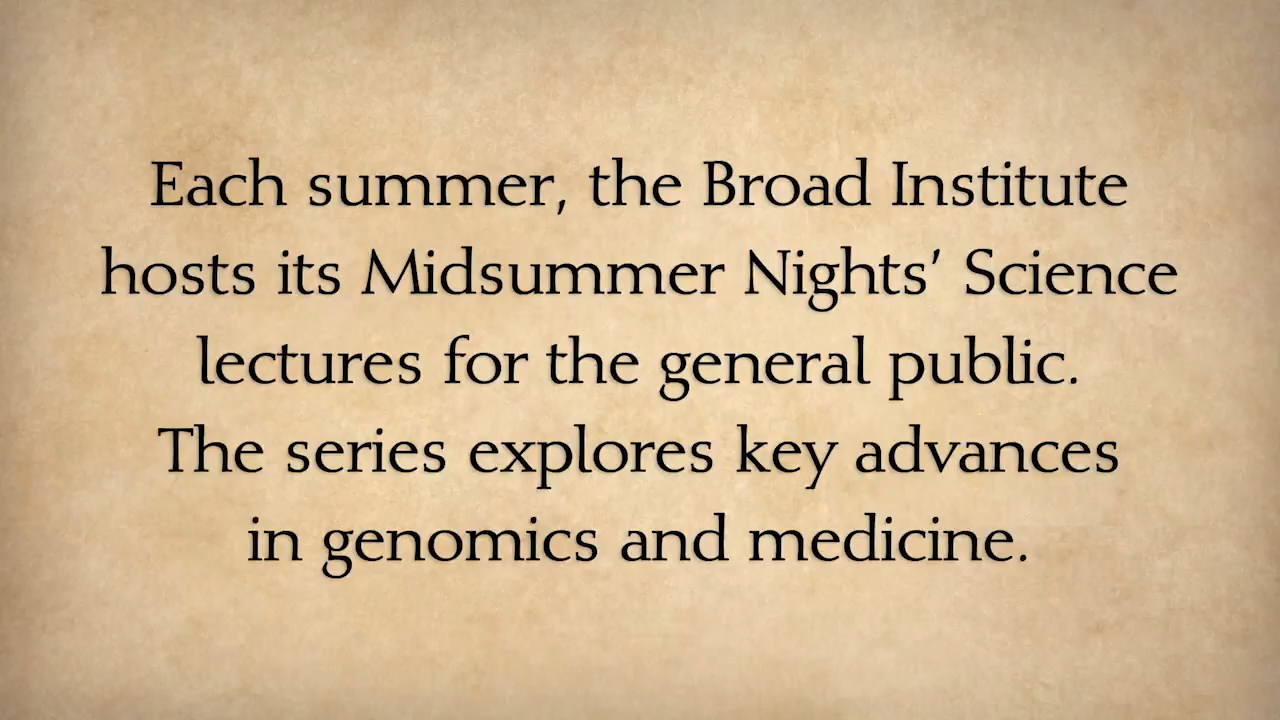 Each summer, the Broad Institute
hosts its Midsummer Nights’ Science
lectures for the general public.
The series explores key advances
in genomics and medicine.